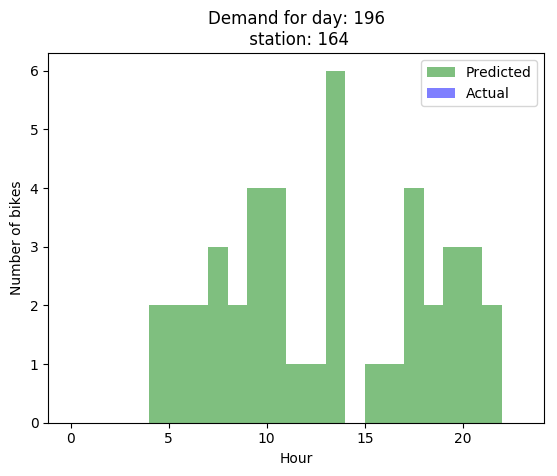 Demand for day: 196
station: 164
Predicted
Actual
Number of bikes
6
5
4
3
2
1
0
0 5 10 15 20
Hour